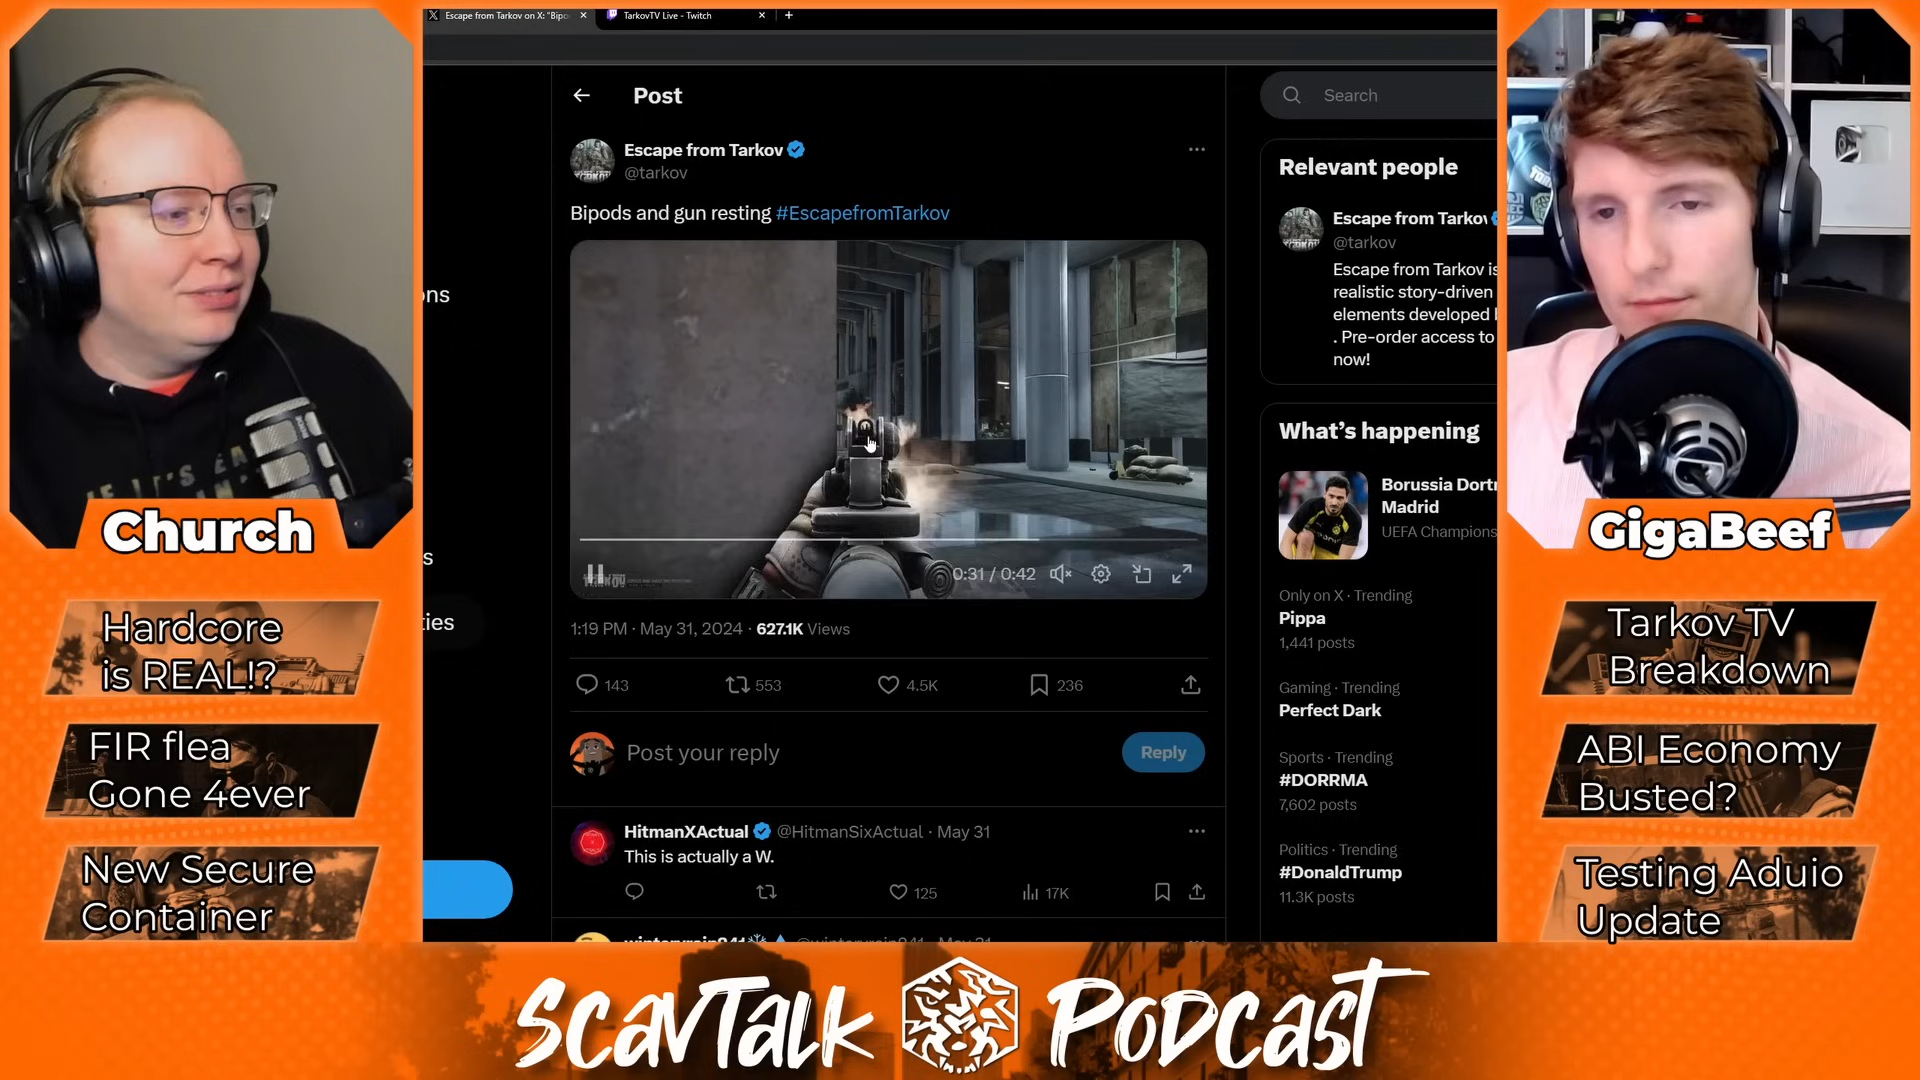 Escape from Tarkov on X: "Bipo
TarkovTV Live - Twitch
Post
Search
Escape from Tarkov
@tarkov
Bipods and gun resting #EscapefromTarkov
0:31 / 0:42
1:19 PM · May 31, 2024 · 627.1K Views
143
553
4.5K
236
Post your reply
Reply
HitmanXActual @HitmanSixActual · May 31
This is actually a W.
125
17K
Relevant people
Escape from Tarkov
@tarkov
Escape from Tarkov is
realistic story-driven
elements developed
. Pre-order access to
now!
What's happening
Borussia Dort
Madrid
UEFA Champions
Only on X · Trending
Pippa
1,441 posts
Gaming · Trending
Perfect Dark
Sports · Trending
#DORRMA
7,602 posts
Politics · Trending
#DonaldTrump
11.3K posts
ons
s
ties
Church
Hardcore
is REAL!?
FIR flea
Gone 4ever
New Secure
Container
GigaBeef
Tarkov TV
Breakdown
ABI Economy
Busted?
Testing Aduio
Update
ScavTalk Podcast